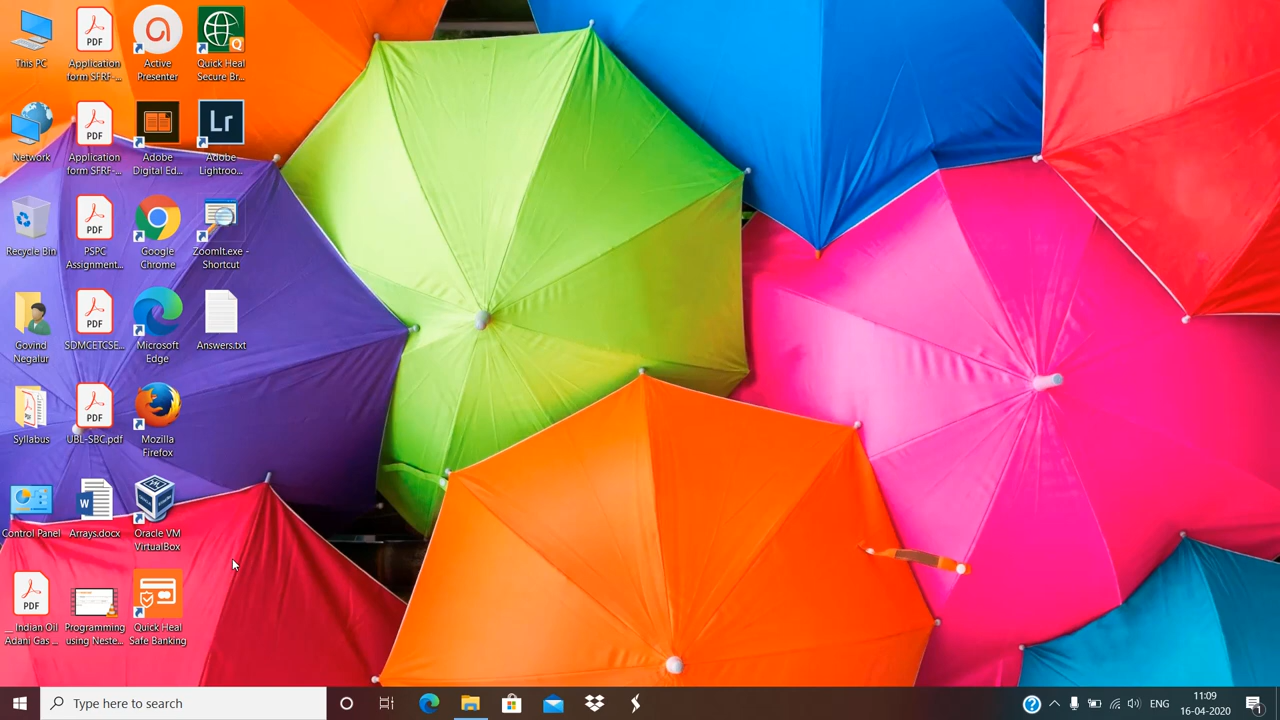 This PC
Application
form SFRF-...
Active
Presenter
Quick Heal
Secure Br...
Network
Application
form SFRF-...
Adobe
Digital Ed...
Adobe
Lightroo...
Recycle Bin
PSPC
Assignment...
Google
Chrome
ZoomIt.exe -
Shortcut
Govind
Negalur
SDMCETCSE...
Microsoft
Edge
Answers.txt
Syllabus
UBL-SBC.pdf
Mozilla
Firefox
Control Panel
Arrays.docx
Oracle VM
VirtualBox
__ Indian Oil
Adani Gas ...
Programming
using Neste...
Quick Heal
Safe Banking
PDF
PDF
PDF
PDF
PDF
PDF
Lr
W
Type here to search
ENG
11:09
16-04-2020
1